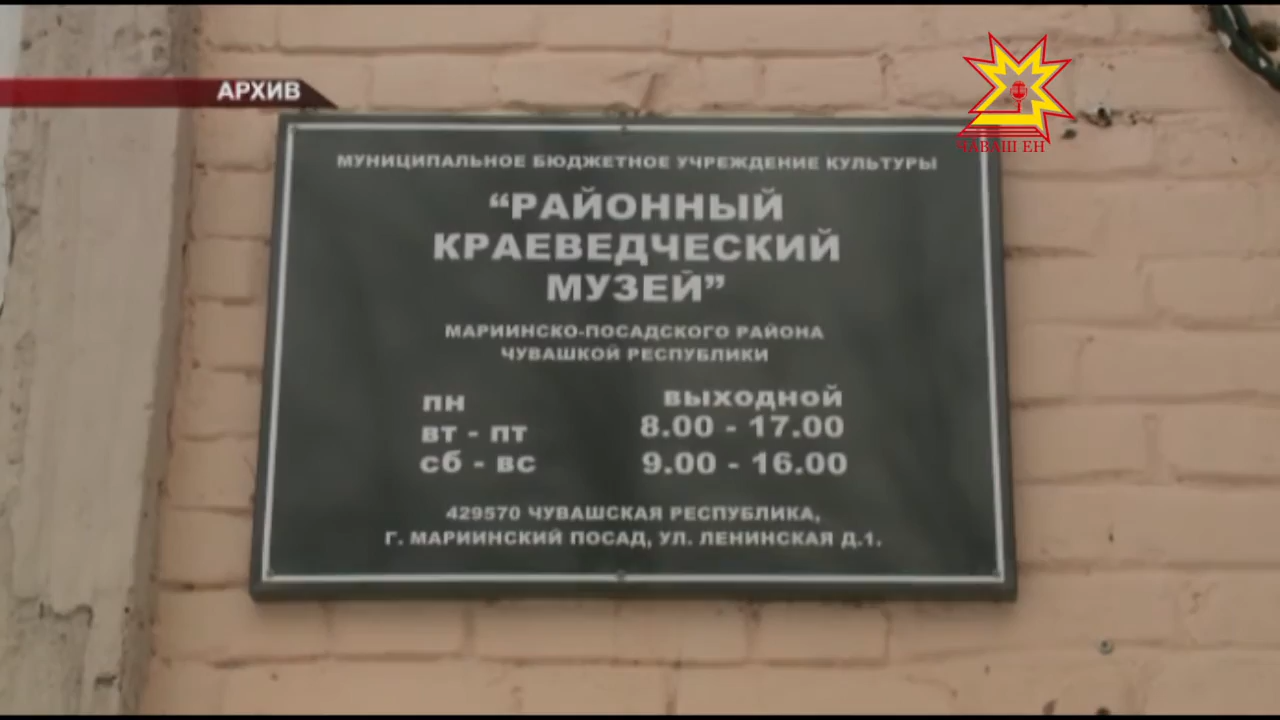 АРХИВ
ЧӐВАШ ЕН
МУНИЦИПАЛЬНОЕ БЮДЖЕТНОЕ УЧРЕЖДЕНИЕ КУЛЬТУРЫ
“РАЙОННЫЙ
КРАЕВЕДЧЕСКИЙ
МУЗЕЙ”
МАРИИНСКО-ПОСАДСКОГО РАЙОНА
ЧУВАШКОЙ РЕСПУБЛИКИ
ПН ВЫХОДНОЙ
ВТ - ПТ 8.00 - 17.00
СБ - ВС 9.00 - 16.00
429570 ЧУВАШСКАЯ РЕСПУБЛИКА,
Г. МАРИИНСКИЙ ПОСАД, УЛ. ЛЕНИНСКАЯ Д.1.